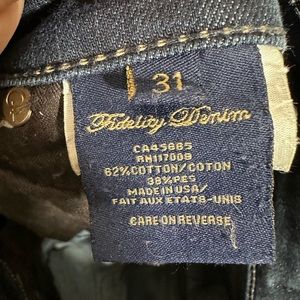 31
Fidelity Denim
CA45885
RN117009
62%COTTON/COTON
38%PES
MADE IN USA/
FAIT AUX ETATS-UNIS
CARE ON REVERSE